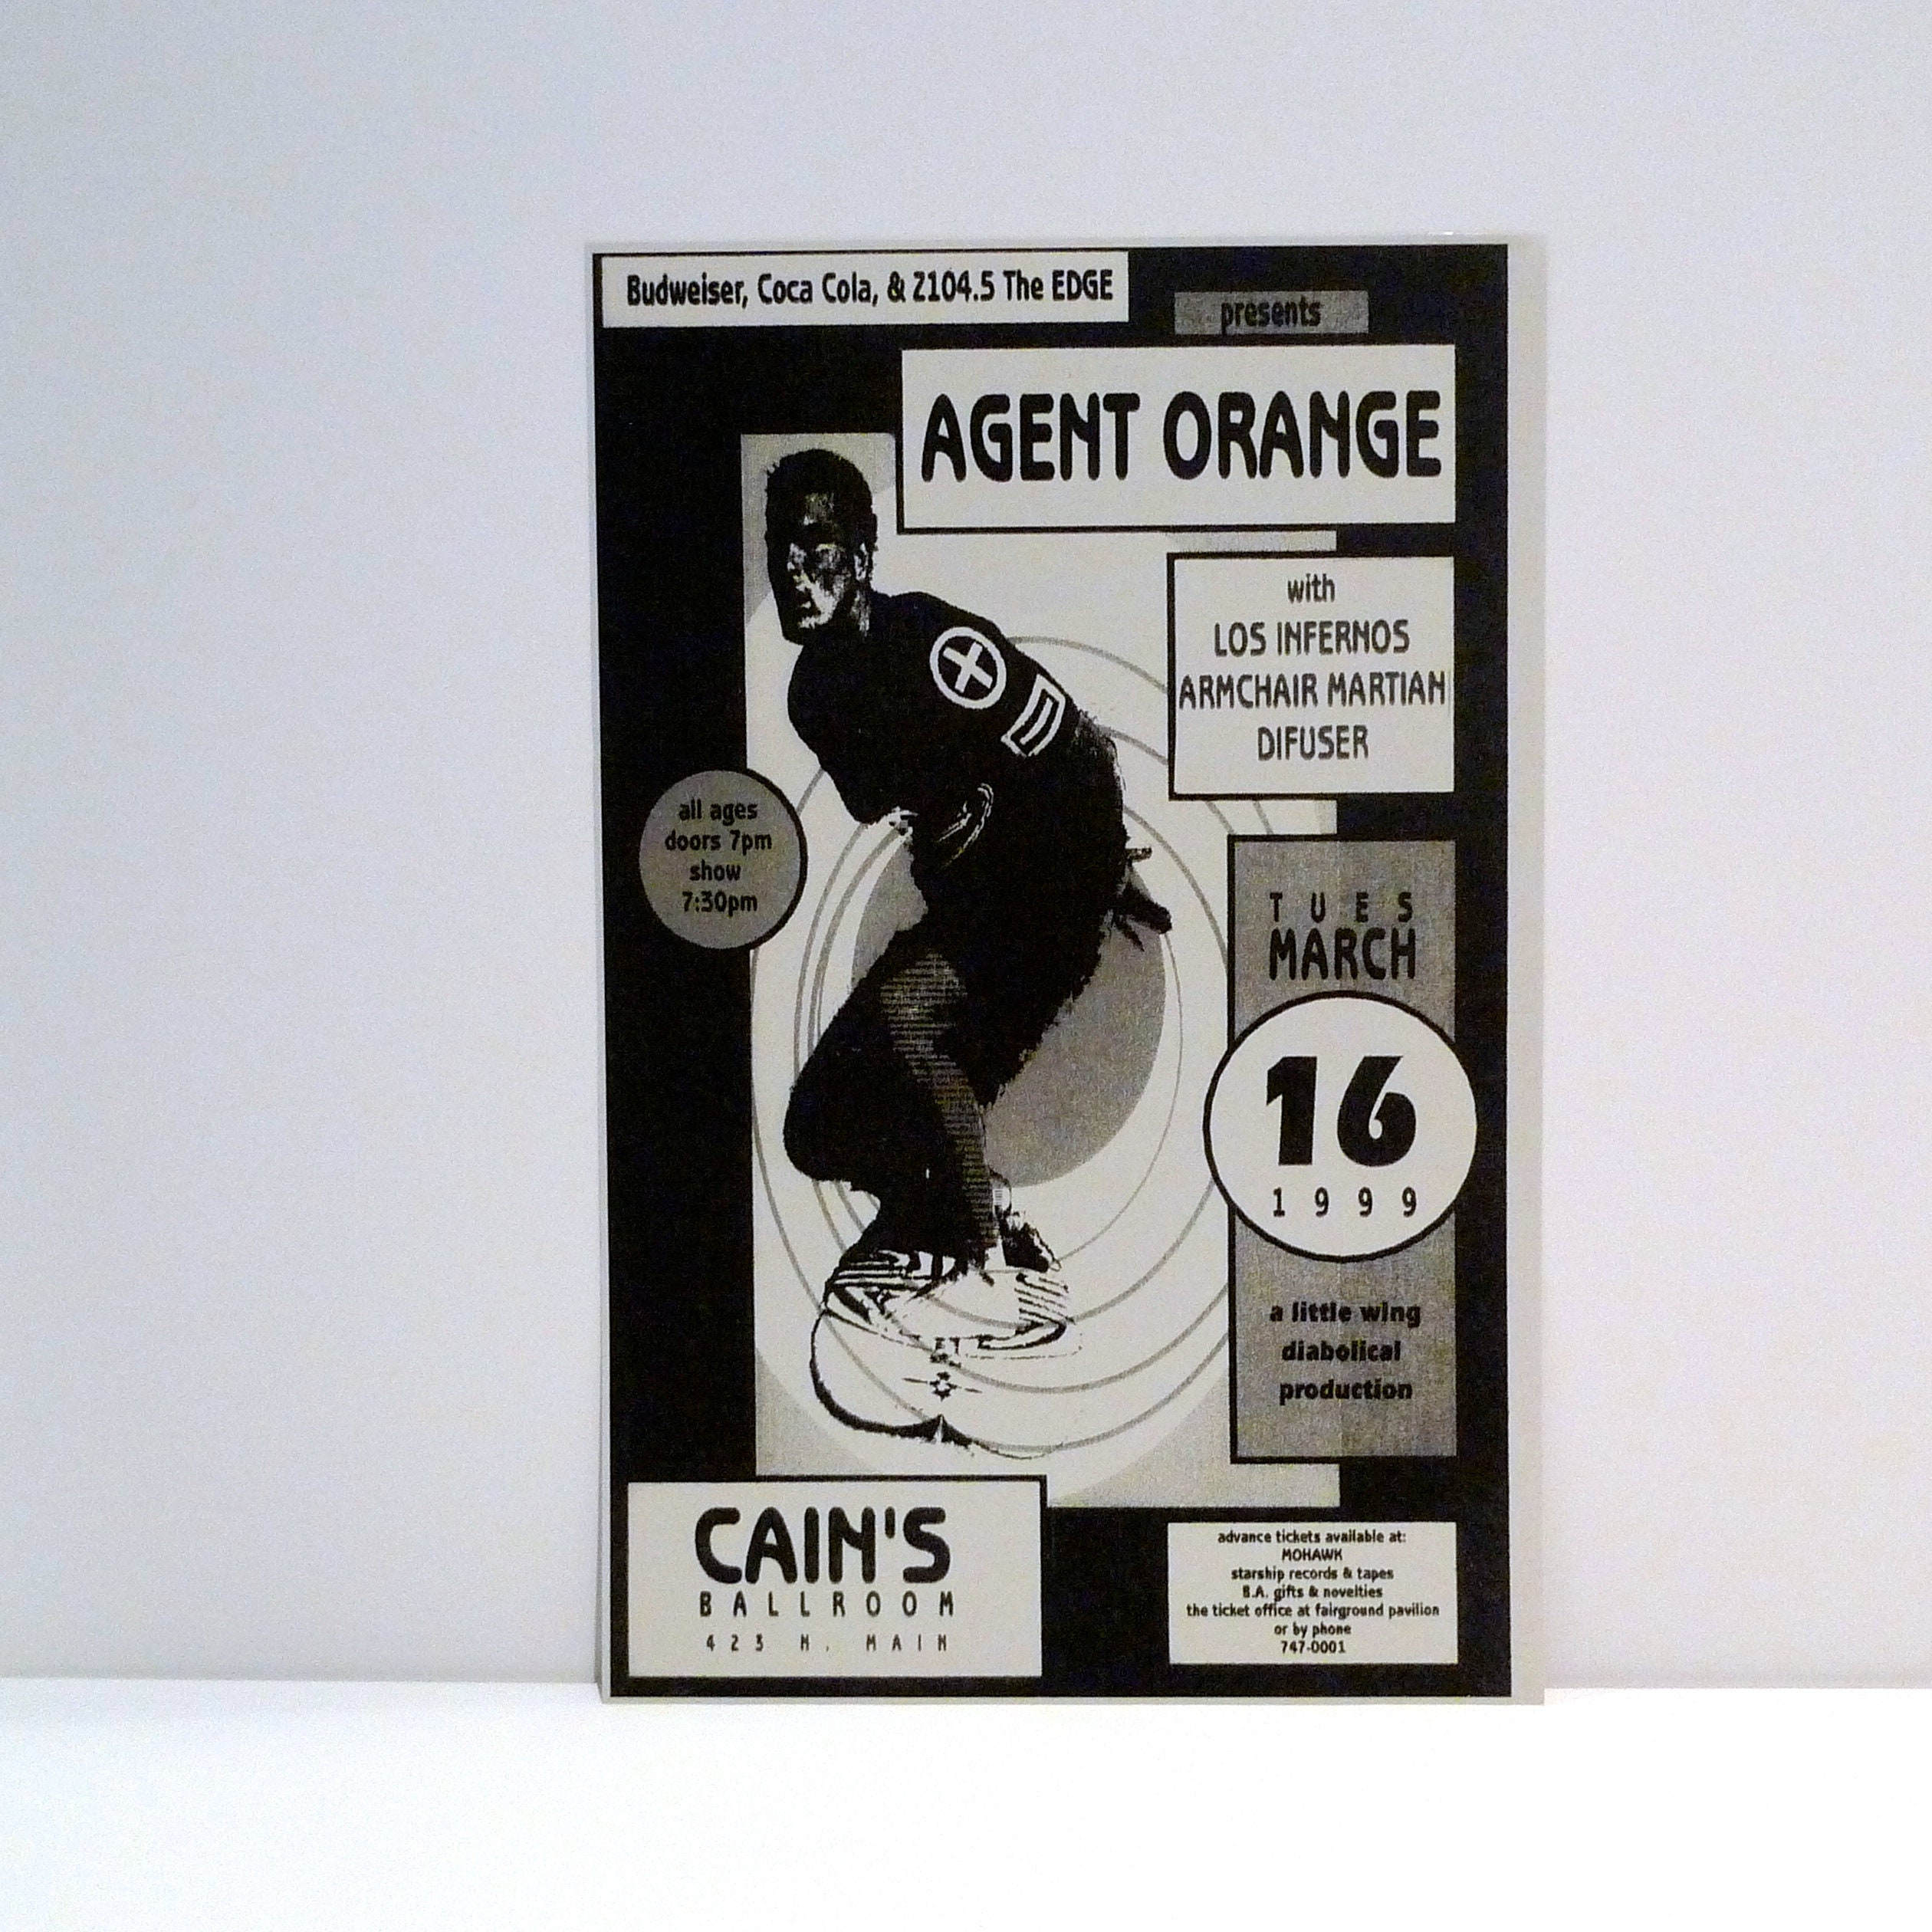 Budweiser, Coca Cola, & Z104.5 The EDGE
presents
AGENT ORANGE
with
LOS INFERNOS
ARMCHAIR MARTIAN
DIFUSER
all ages
doors 7pm
show
7:30pm
TUES
MARCH
16
1999
a little wing
diabolical
production
CAIN'S
BALLROOM
423 N. MAIN
advance tickets available at:
MOHAWK
starship records & tapes
B.A. gifts & novelties
the ticket office at fairground pavilion
or by phone
747-0001